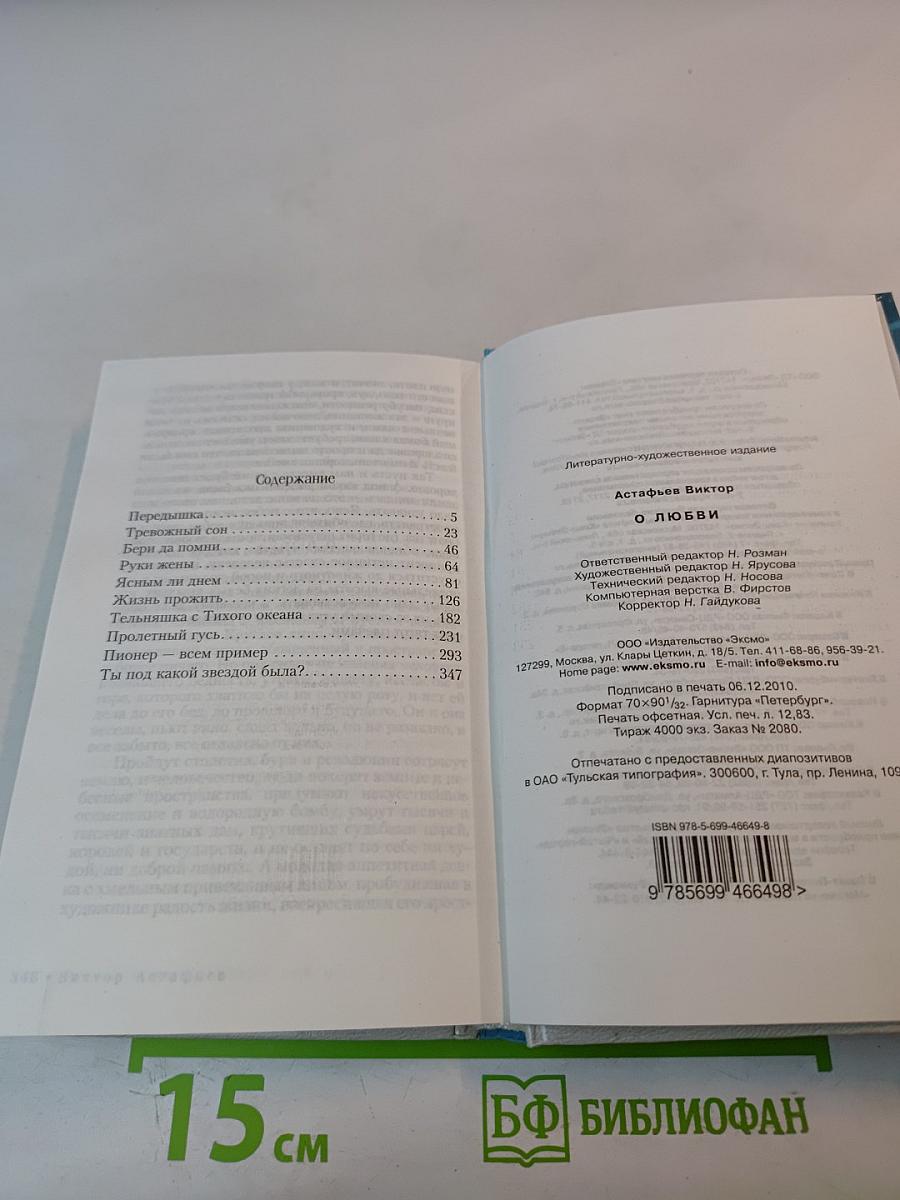 Содержание
Передышка. . . . . . . . . . . . . . . . . . . . . . . . . . . . . . 5
Тревожный сон . . . . . . . . . . . . . . . . . . . . . . . . . . . 23
Бери да помни. . . . . . . . . . . . . . . . . . . . . . . . . . . . 46
Руки жены . . . . . . . . . . . . . . . . . . . . . . . . . . . . . . 64
Ясным ли днем . . . . . . . . . . . . . . . . . . . . . . . . . . . 81
Жизнь прожить. . . . . . . . . . . . . . . . . . . . . . . . . . 126
Тельняшка с Тихого океана . . . . . . . . . . . . . . . . . 182
Пролетный гусь. . . . . . . . . . . . . . . . . . . . . . . . . . 231
Пионер — всем пример . . . . . . . . . . . . . . . . . . . . 293
Ты под какой звездой была?. . . . . . . . . . . . . . . . . 347
Литературно-художественное издание
Астафьев Виктор
О ЛЮБВИ
Ответственный редактор Н. Розман
Художественный редактор Н. Ярусова
Технический редактор Н. Носова
Компьютерная верстка В. Фирстов
Корректор Н. Гайдукова
ООО «Издательство «Эксмо»
127299, Москва, ул. Клары Цеткин, д. 18/5. Тел. 411-68-86, 956-39-21.
Home page: www.eksmo.ru E-mail: info@eksmo.ru
Подписано в печать 06.12.2010.
Формат 70×90 1/32. Гарнитура «Петербург».
Печать офсетная. Усл. печ. л. 12,83.
Тираж 4000 экз. Заказ № 2080.
Отпечатано с предоставленных диапозитивов
в ОАО «Тульская типография». 300600, г. Тула, пр. Ленина, 109
ISBN 978-5-699-46649-8
9 785699 466498 >
15 см
БФ БИБЛИОФАН